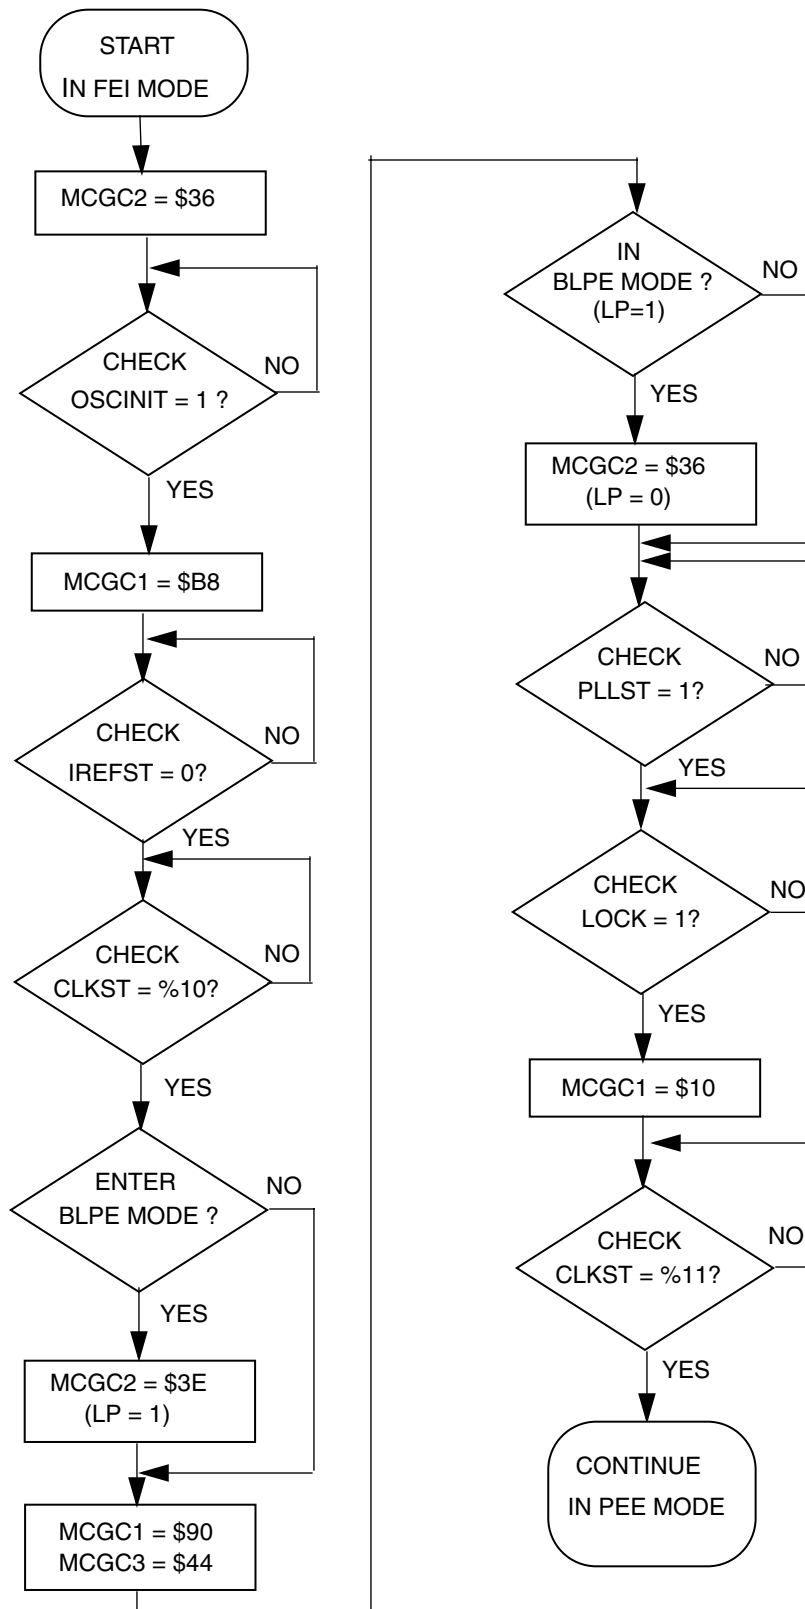 START
IN FEI MODE
MCGC2 = $36
CHECK
OSCINIT = 1 ?
NO
YES
MCGC1 = $B8
CHECK
IREFST = 0?
NO
YES
CHECK
CLKST = %10?
NO
YES
ENTER
BLPE MODE ?
NO
YES
MCGC2 = $3E
(LP = 1)
MCGC1 = $90
MCGC3 = $44
IN
BLPE MODE ?
(LP=1)
NO
YES
MCGC2 = $36
(LP = 0)
CHECK
PLLST = 1?
NO
YES
CHECK
LOCK = 1?
NO
YES
MCGC1 = $10
CHECK
CLKST = %11?
NO
YES
CONTINUE
IN PEE MODE